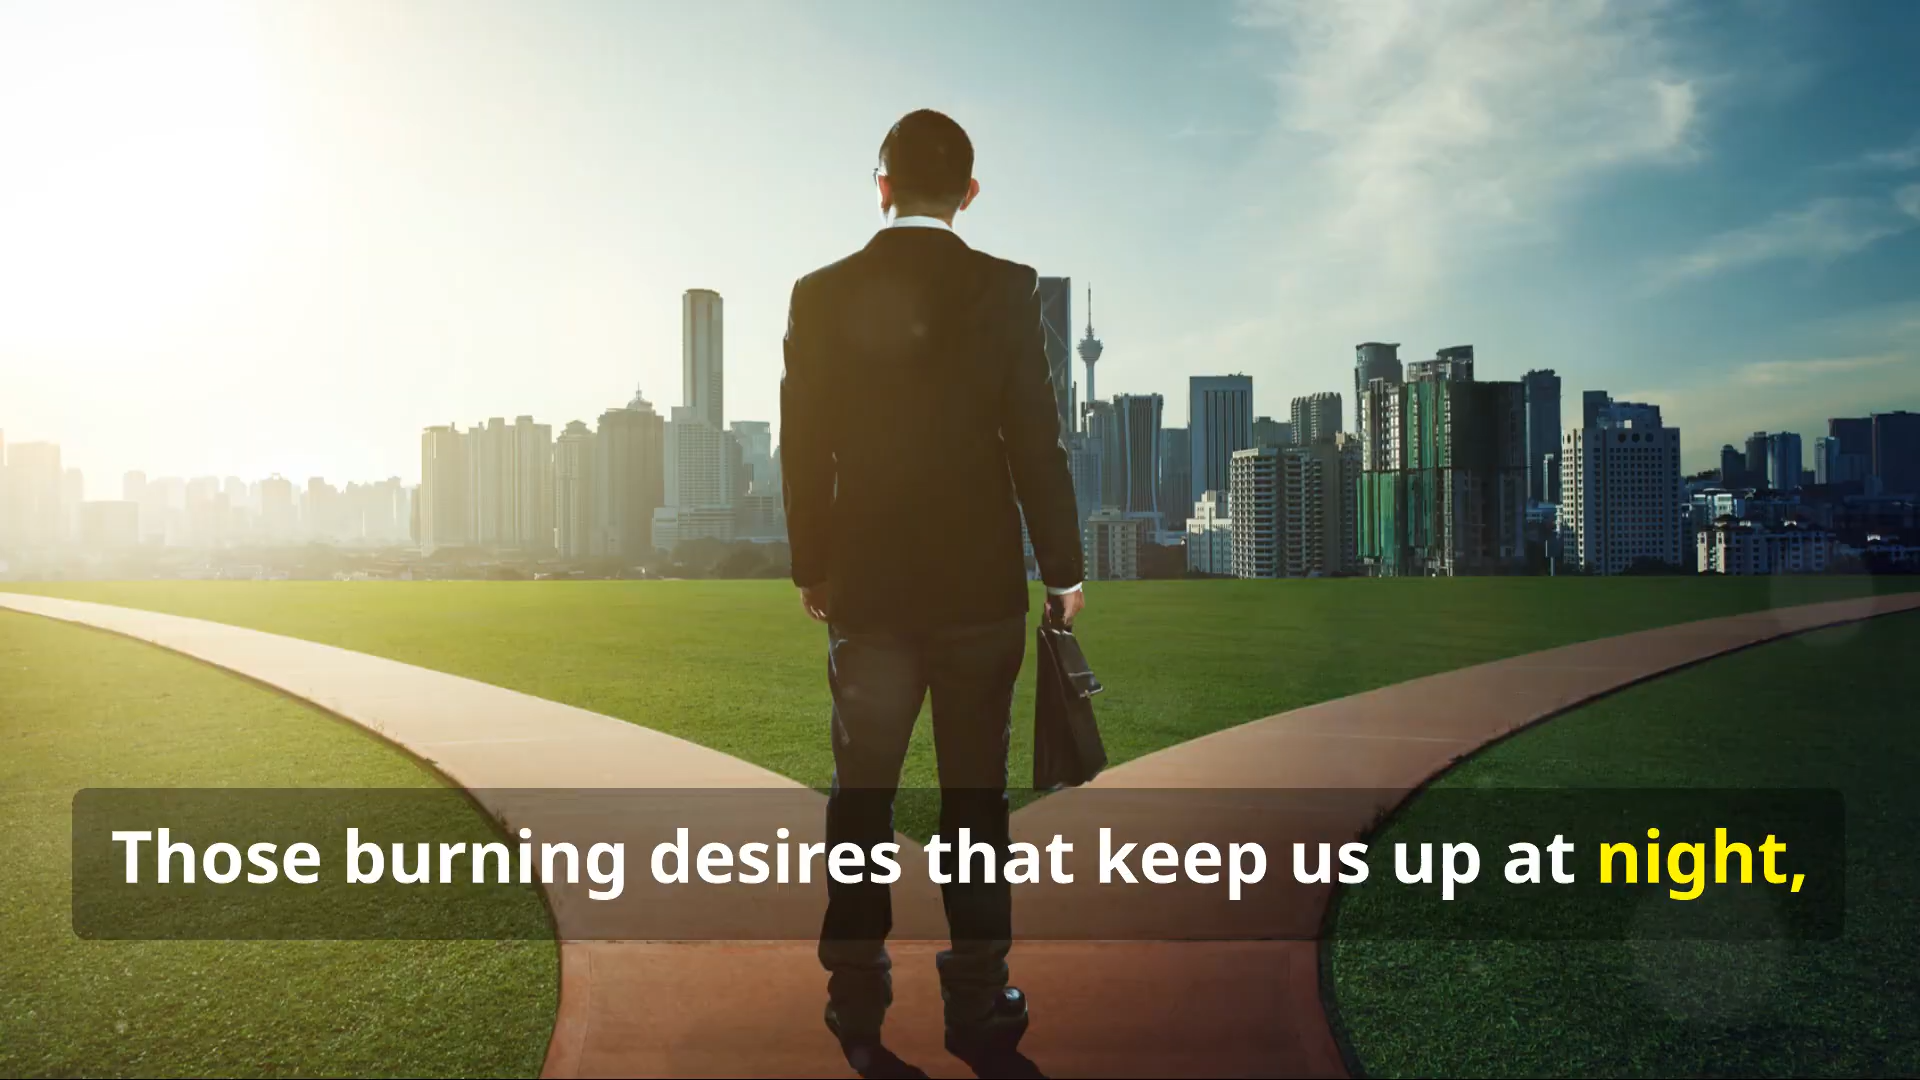 Those burning desires that keep us up at night,